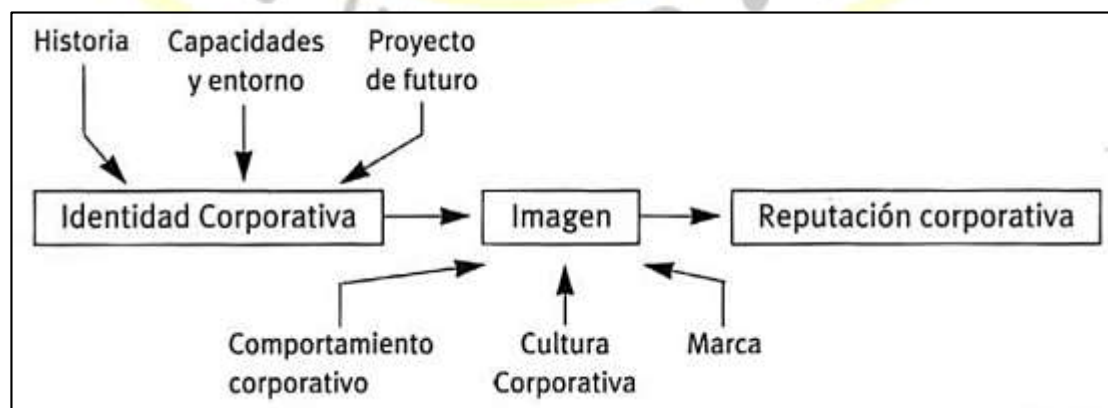 Historia
Capacidades
y entorno
Proyecto
de futuro
Identidad Corporativa
Imagen
Reputación corporativa
Comportamiento
corporativo
Cultura
Corporativa
Marca